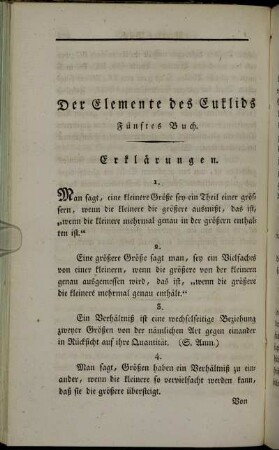 Der Elemente des Euklids
Fünftes Buch.
Erklärungen.
1.
Man sagt, eine kleinere Größe sey ein Theil einer größ
sern, wenn die kleinere die größere ausmißt, das ist,
„wenn die kleinere mehrmal genau in der größern enthal-
ten ist.“
2.
Eine größere Größe sagt man, sey ein Vielfaches
von einer kleinern, wenn die größere von der kleinern
genau ausgemessen wird, das ist, „wenn die größere
die kleinere mehrmal genau enthält.“
3.
Ein Verhältniß ist eine wechselseitige Beziehung
zweyer Größen von der nämlichen Art gegen einander
in Rücksicht auf ihre Quantität. (S. Anm.)
4.
Man sagt, Größen haben ein Verhältniß zu ein-
ander, wenn die kleinere so vervielfacht werden kann,
daß sie die größere übersteigt.
Von